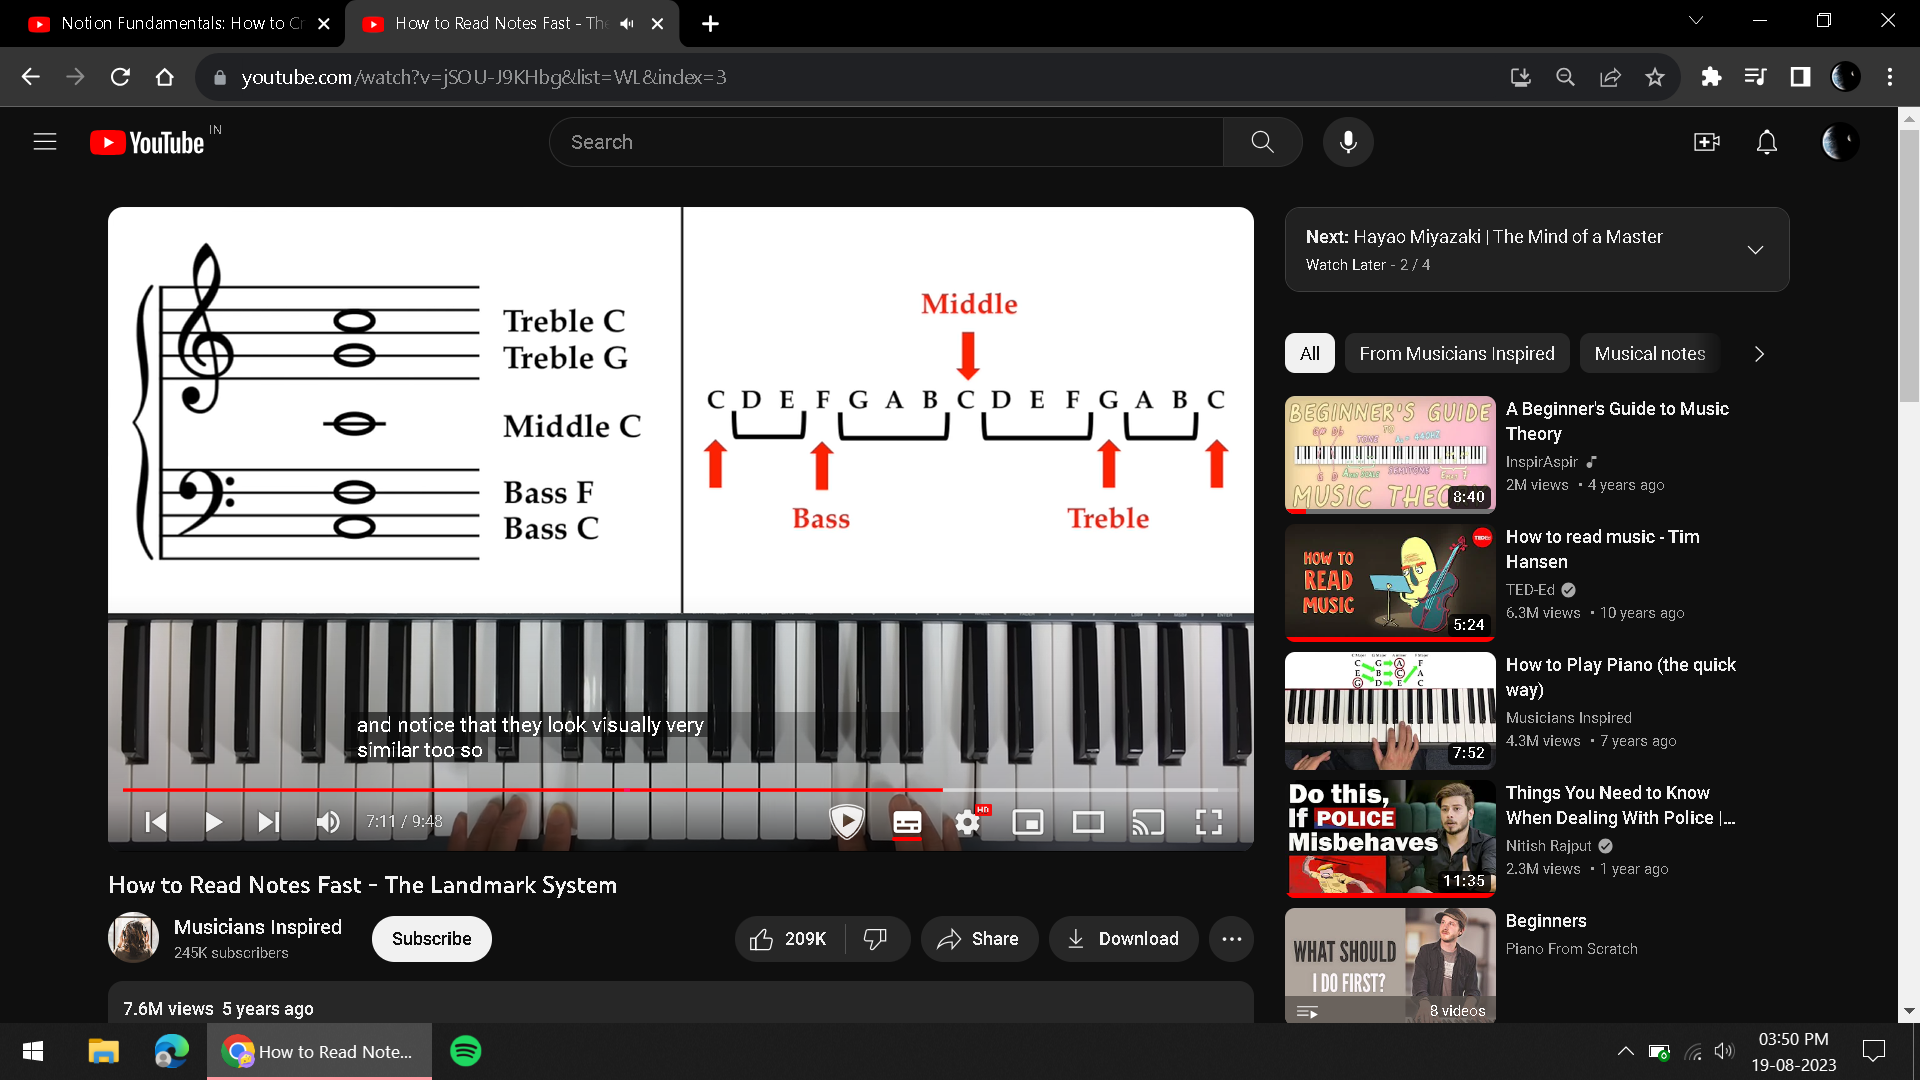 Notion Fundamentals: How to Cr
How to Read Notes Fast - The
youtube.com/watch?v=jSOU-J9KHbg&list=WL&index=3
YouTube IN
Search
Treble C
Treble G
Middle C
Bass F
Bass C
Middle
C D E F G A B C D E F G A B C
Bass
Treble
and notice that they look visually very
similar too so
7:11 / 9:48
HD
How to Read Notes Fast - The Landmark System
Musicians Inspired
245K subscribers
Subscribe
209K
Share
Download
7.6M views 5 years ago
Next: Hayao Miyazaki | The Mind of a Master
Watch Later - 2 / 4
All
From Musicians Inspired
Musical notes
BEGINNER'S GUIDE
TO
MUSIC THEO
8:40
A Beginner's Guide to Music
Theory
InspirAspir
2M views • 4 years ago
HOW TO
READ
MUSIC
5:24
How to read music - Tim
Hansen
TED-Ed
6.3M views • 10 years ago
7:52
How to Play Piano (the quick
way)
Musicians Inspired
4.3M views • 7 years ago
Do this,
If POLICE
Misbehaves
11:35
Things You Need to Know
When Dealing With Police |...
Nitish Rajput
2.3M views • 1 year ago
WHAT SHOULD
I DO FIRST?
8 videos
Beginners
Piano From Scratch
How to Read Note...
03:50 PM
19-08-2023